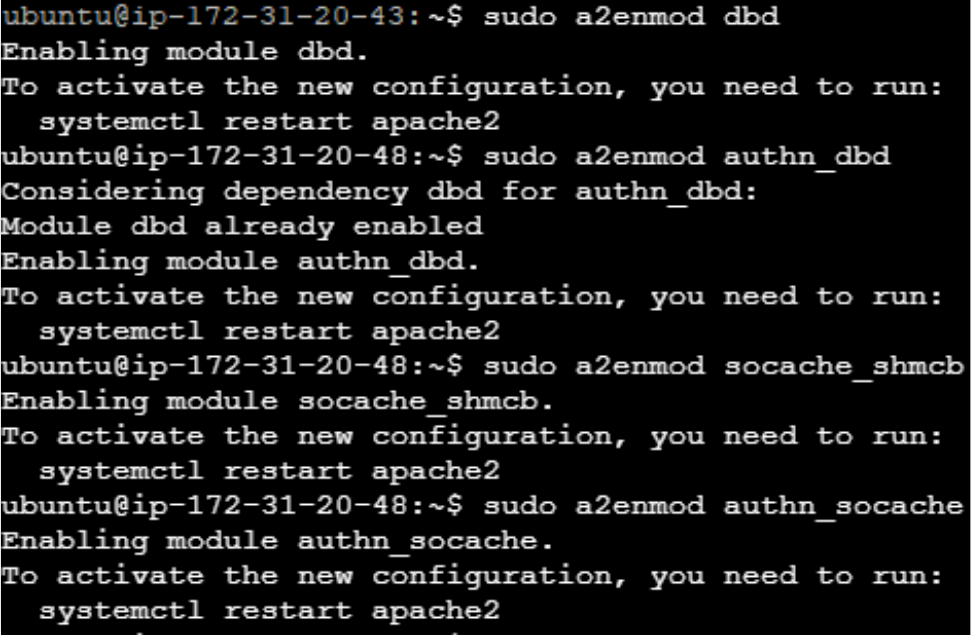 ubuntu@ip-172-31-20-43:~$ sudo a2enmod dbd
Enabling module dbd.
To activate the new configuration, you need to run:
  systemctl restart apache2
ubuntu@ip-172-31-20-48:~$ sudo a2enmod authn_dbd
Considering dependency dbd for authn_dbd:
Module dbd already enabled
Enabling module authn_dbd.
To activate the new configuration, you need to run:
  systemctl restart apache2
ubuntu@ip-172-31-20-48:~$ sudo a2enmod socache_shmcb
Enabling module socache_shmcb.
To activate the new configuration, you need to run:
  systemctl restart apache2
ubuntu@ip-172-31-20-48:~$ sudo a2enmod authn_socache
Enabling module authn_socache.
To activate the new configuration, you need to run:
  systemctl restart apache2